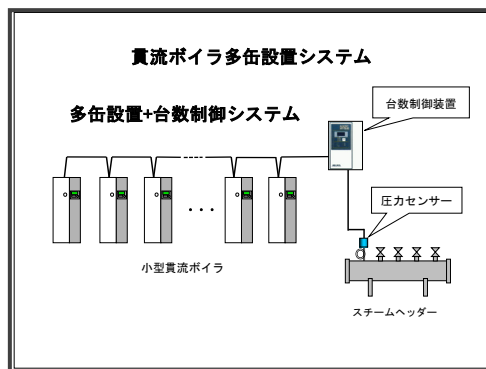 貫流ボイラ多缶設置システム
多缶設置+台数制御システム
台数制御装置
圧力センサー
・・・
小型貫流ボイラ
スチームヘッダー